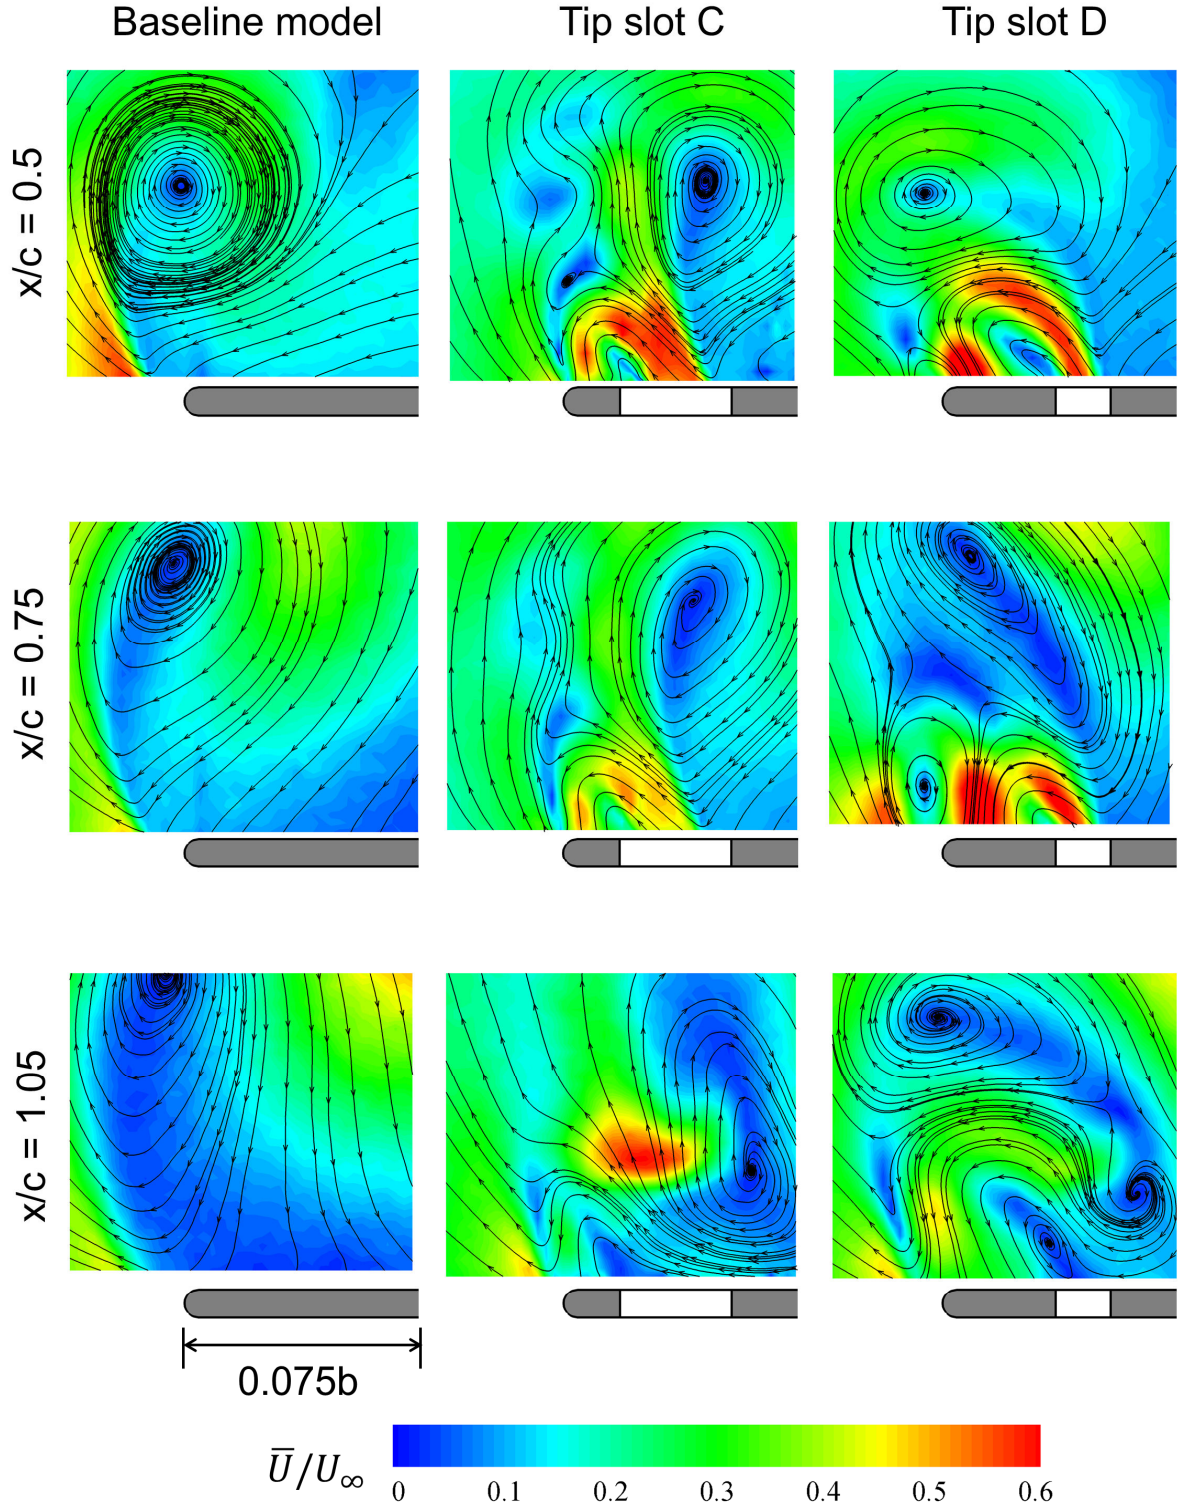 Baseline model Tip slot C Tip slot D
x/c = 0.5
x/c = 0.75
x/c = 1.05
0.075b
U̅/U∞
0 0.1 0.2 0.3 0.4 0.5 0.6